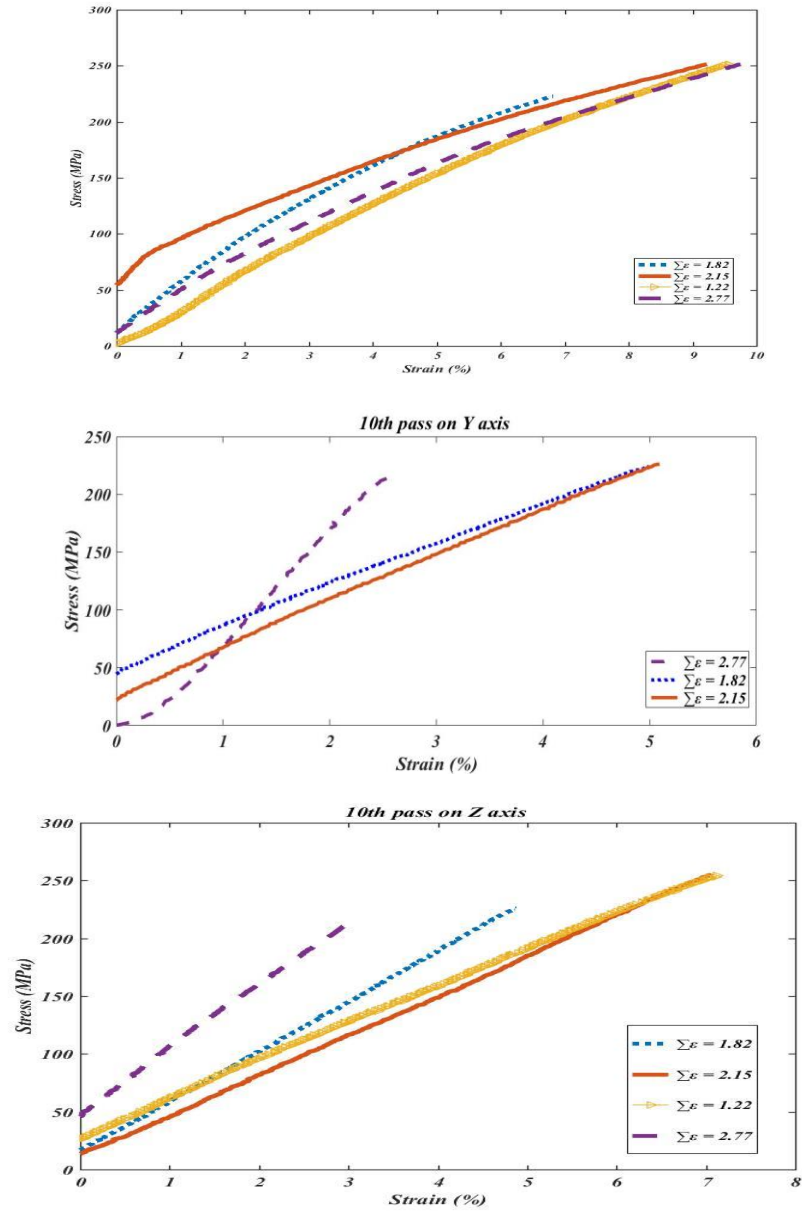 300
250
200
150
100
50
0
Stress (MPa)
∑ε = 1.82
∑ε = 2.15
∑ε = 1.22
∑ε = 2.77
0 1 2 3 4 5 6 7 8 9 10
Strain (%)
10th pass on Y axis
250
200
150
100
50
0
Stress (MPa)
∑ε = 2.77
∑ε = 1.82
∑ε = 2.15
0 1 2 3 4 5 6
Strain (%)
10th pass on Z axis
300
250
200
150
100
50
0
Stress (MPa)
∑ε = 1.82
∑ε = 2.15
∑ε = 1.22
∑ε = 2.77
0 1 2 3 4 5 6 7 8
Strain (%)